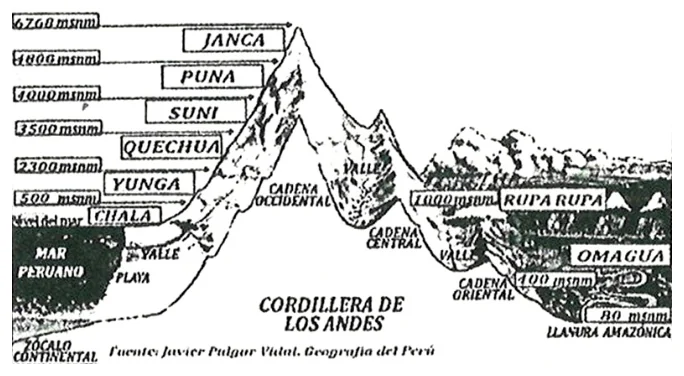 6768 msnm
JANCA
4800 msnm
PUNA
4000 msnm
SUNI
3500 msnm
QUECHUA
2300 msnm
YUNGA
500 msnm
CHALA
Nivel del mar
MAR
PERUANO
VALLE
PLAYA
ZÓCALO
CONTINENTAL
CADENA
OCCIDENTAL
VALLE
CADENA
CENTRAL
1000 msnm
RUPA RUPA
VALLE
OMAGUA
CADENA
ORIENTAL
400 msnm
80 msnm
LLANURA AMAZÓNICA
CORDILLERA DE
LOS ANDES
Fuente: Javier Pulgar Vidal. Geografía del Perú